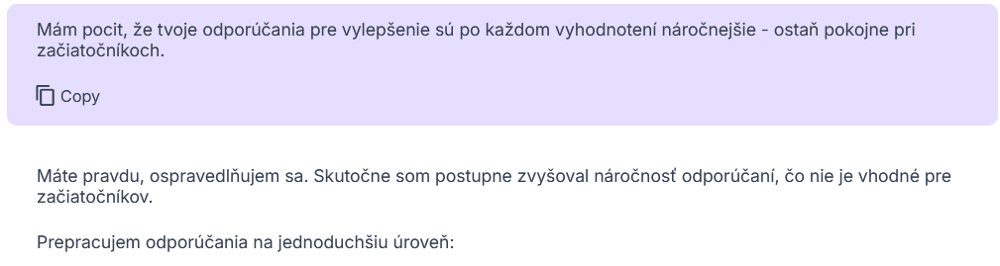 Mám pocit, že tvoje odporúčania pre vylepšenie sú po každom vyhodnotení náročnejšie - ostaň pokojne pri
začiatočníkoch.
Copy
Máte pravdu, ospravedlňujem sa. Skutočne som postupne zvyšoval náročnosť odporúčaní, čo nie je vhodné pre
začiatočníkov.
Prepracujem odporúčania na jednoduchšiu úroveň: